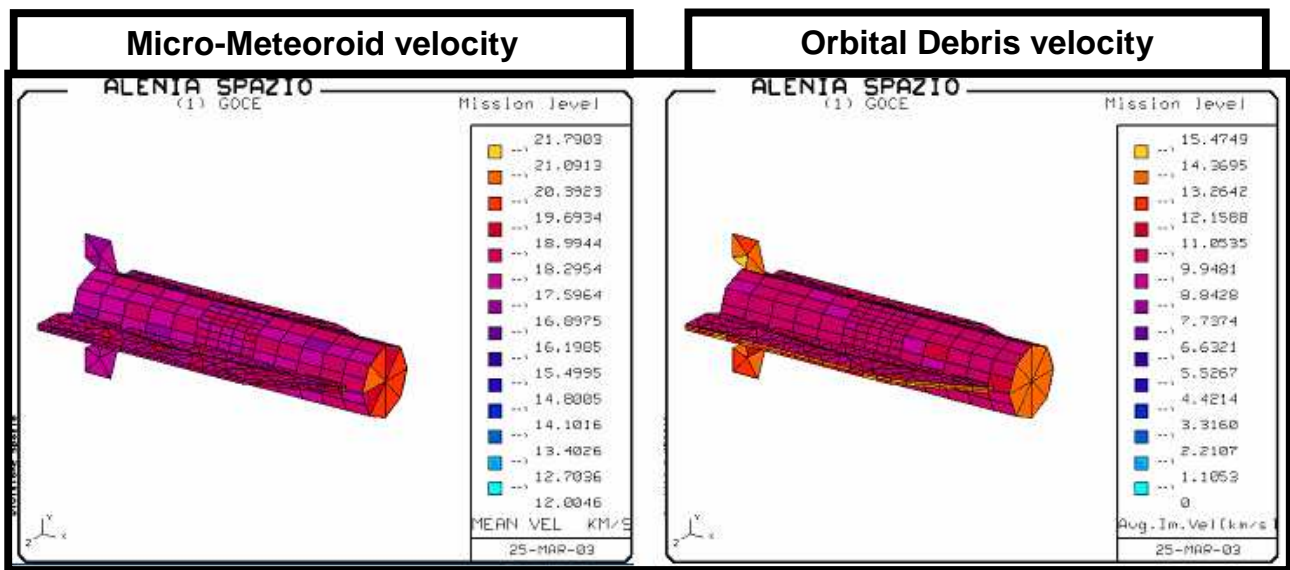 Micro-Meteoroid velocity
ALENIA SPAZIO
(1) GOCE
Mission level
21.7903
21.0913
20.3923
19.6934
18.9944
18.2954
17.5964
16.8975
16.1985
15.4995
14.8005
14.1016
13.4026
12.7036
12.0046
MEAN VEL KM/S
25-MAR-03
Y
Z X
Orbital Debris velocity
ALENIA SPAZIO
(1) GOCE
Mission level
15.4749
14.3695
13.2642
12.1588
11.0535
9.9481
8.8428
7.7374
6.6321
5.5267
4.4214
3.3160
2.2107
1.1053
0
Avg.Im.Vel(km/s)
25-MAR-03
Y
Z X